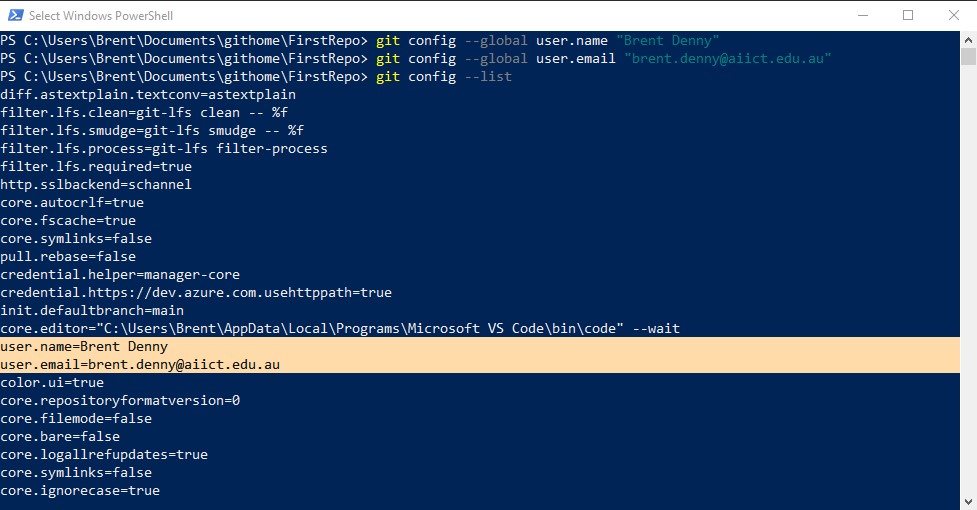 Select Windows PowerShell
PS C:\Users\Brent\Documents\githome\FirstRepo> git config --global user.name "Brent Denny"
PS C:\Users\Brent\Documents\githome\FirstRepo> git config --global user.email "brent.denny@aiict.edu.au"
PS C:\Users\Brent\Documents\githome\FirstRepo> git config --list
diff.astextplain.textconv=astextplain
filter.lfs.clean=git-lfs clean -- %f
filter.lfs.smudge=git-lfs smudge -- %f
filter.lfs.process=git-lfs filter-process
filter.lfs.required=true
http.sslbackend=schannel
core.autocrlf=true
core.fscache=true
core.symlinks=false
pull.rebase=false
credential.helper=manager-core
credential.https://dev.azure.com.usehttppath=true
init.defaultbranch=main
core.editor="C:\Users\Brent\AppData\Local\Programs\Microsoft VS Code\bin\code" --wait
user.name=Brent Denny
user.email=brent.denny@aiict.edu.au
color.ui=true
core.repositoryformatversion=0
core.filemode=false
core.bare=false
core.logallrefupdates=true
core.symlinks=false
core.ignorecase=true